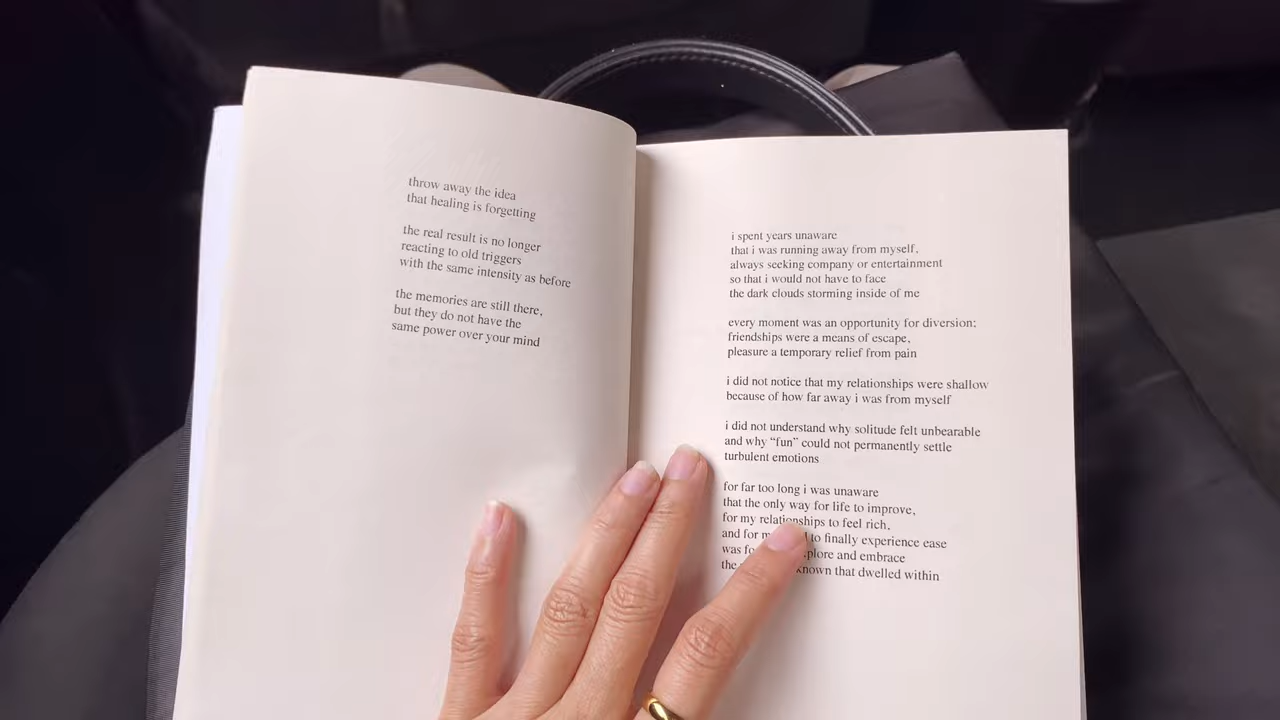 throw away the idea
that healing is forgetting
the real result is no longer
reacting to old triggers
with the same intensity as before
the memories are still there,
but they do not have the
same power over your mind
i spent years unaware
that i was running away from myself,
always seeking company or entertainment
so that i would not have to face
the dark clouds storming inside of me
every moment was an opportunity for diversion;
friendships were a means of escape,
pleasure a temporary relief from pain
i did not notice that my relationships were shallow
because of how far away i was from myself
i did not understand why solitude felt unbearable
and why “fun” could not permanently settle
turbulent emotions
for far too long i was unaware
that the only way for life to improve,
for my relationships to feel rich,
and for to finally experience ease
was and embrace
the that dwelled within